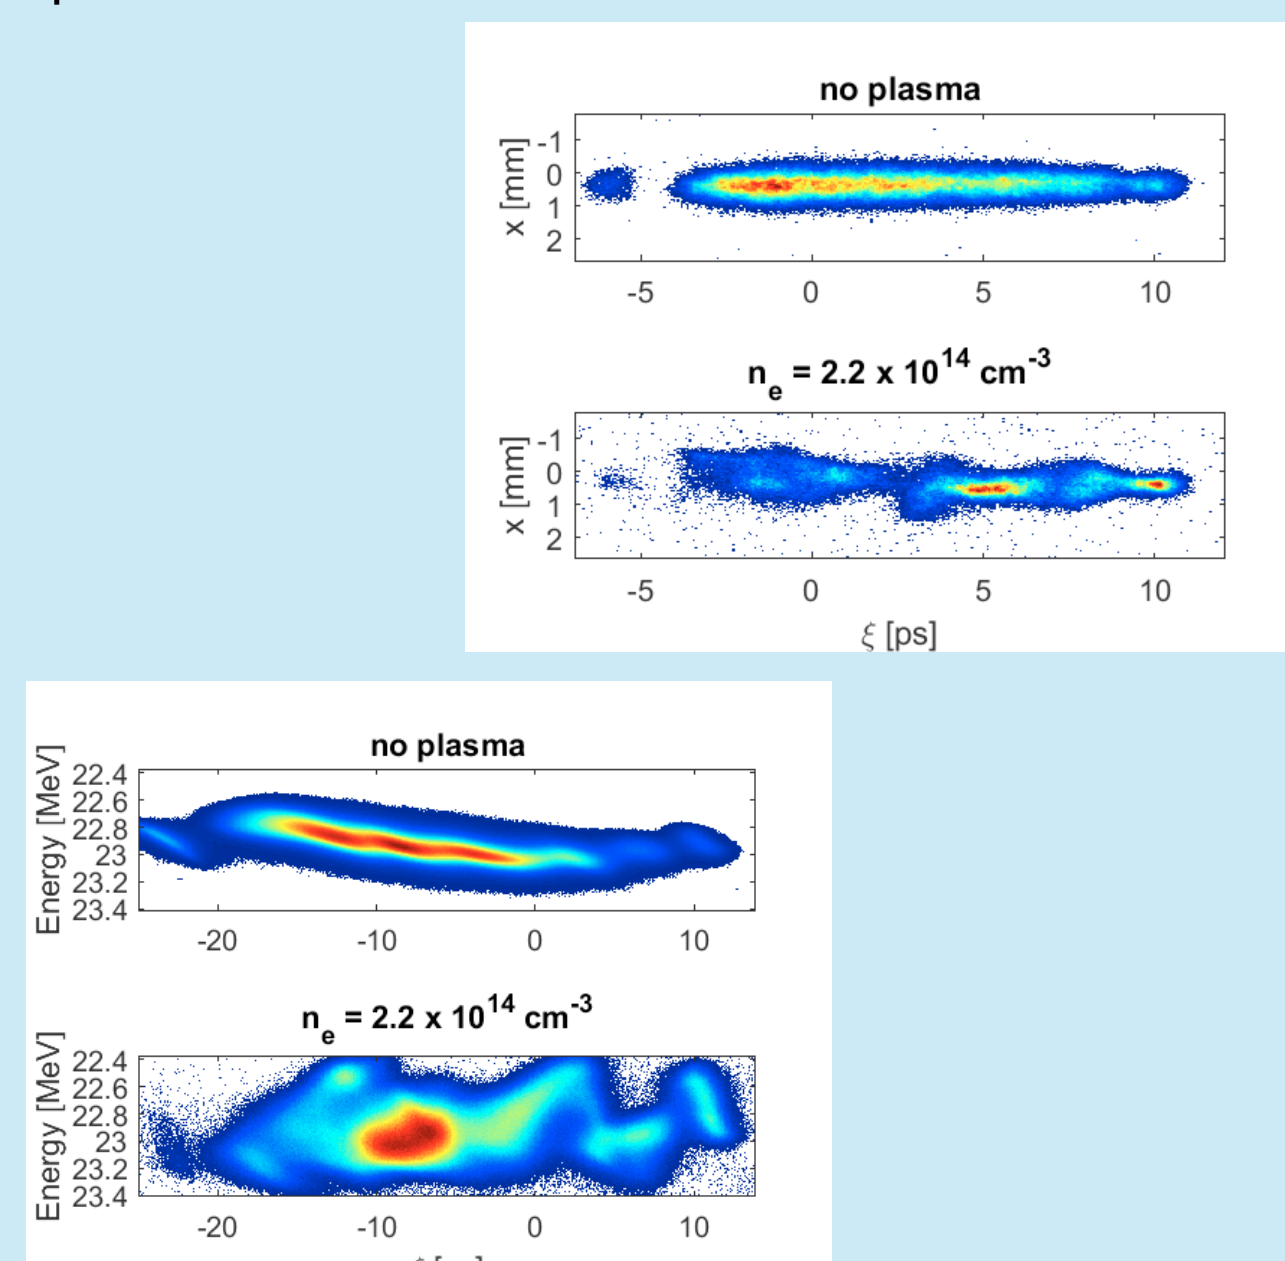 no plasma
x [mm]
-1
0
1
2
-5 0 5 10
n_e = 2.2 x 10^14 cm^-3
x [mm]
-1
0
1
2
-5 0 5 10
ξ [ps]
no plasma
Energy [MeV]
22.4
22.6
22.8
23
23.2
23.4
-20 -10 0 10
n_e = 2.2 x 10^14 cm^-3
Energy [MeV]
22.4
22.6
22.8
23
23.2
23.4
-20 -10 0 10